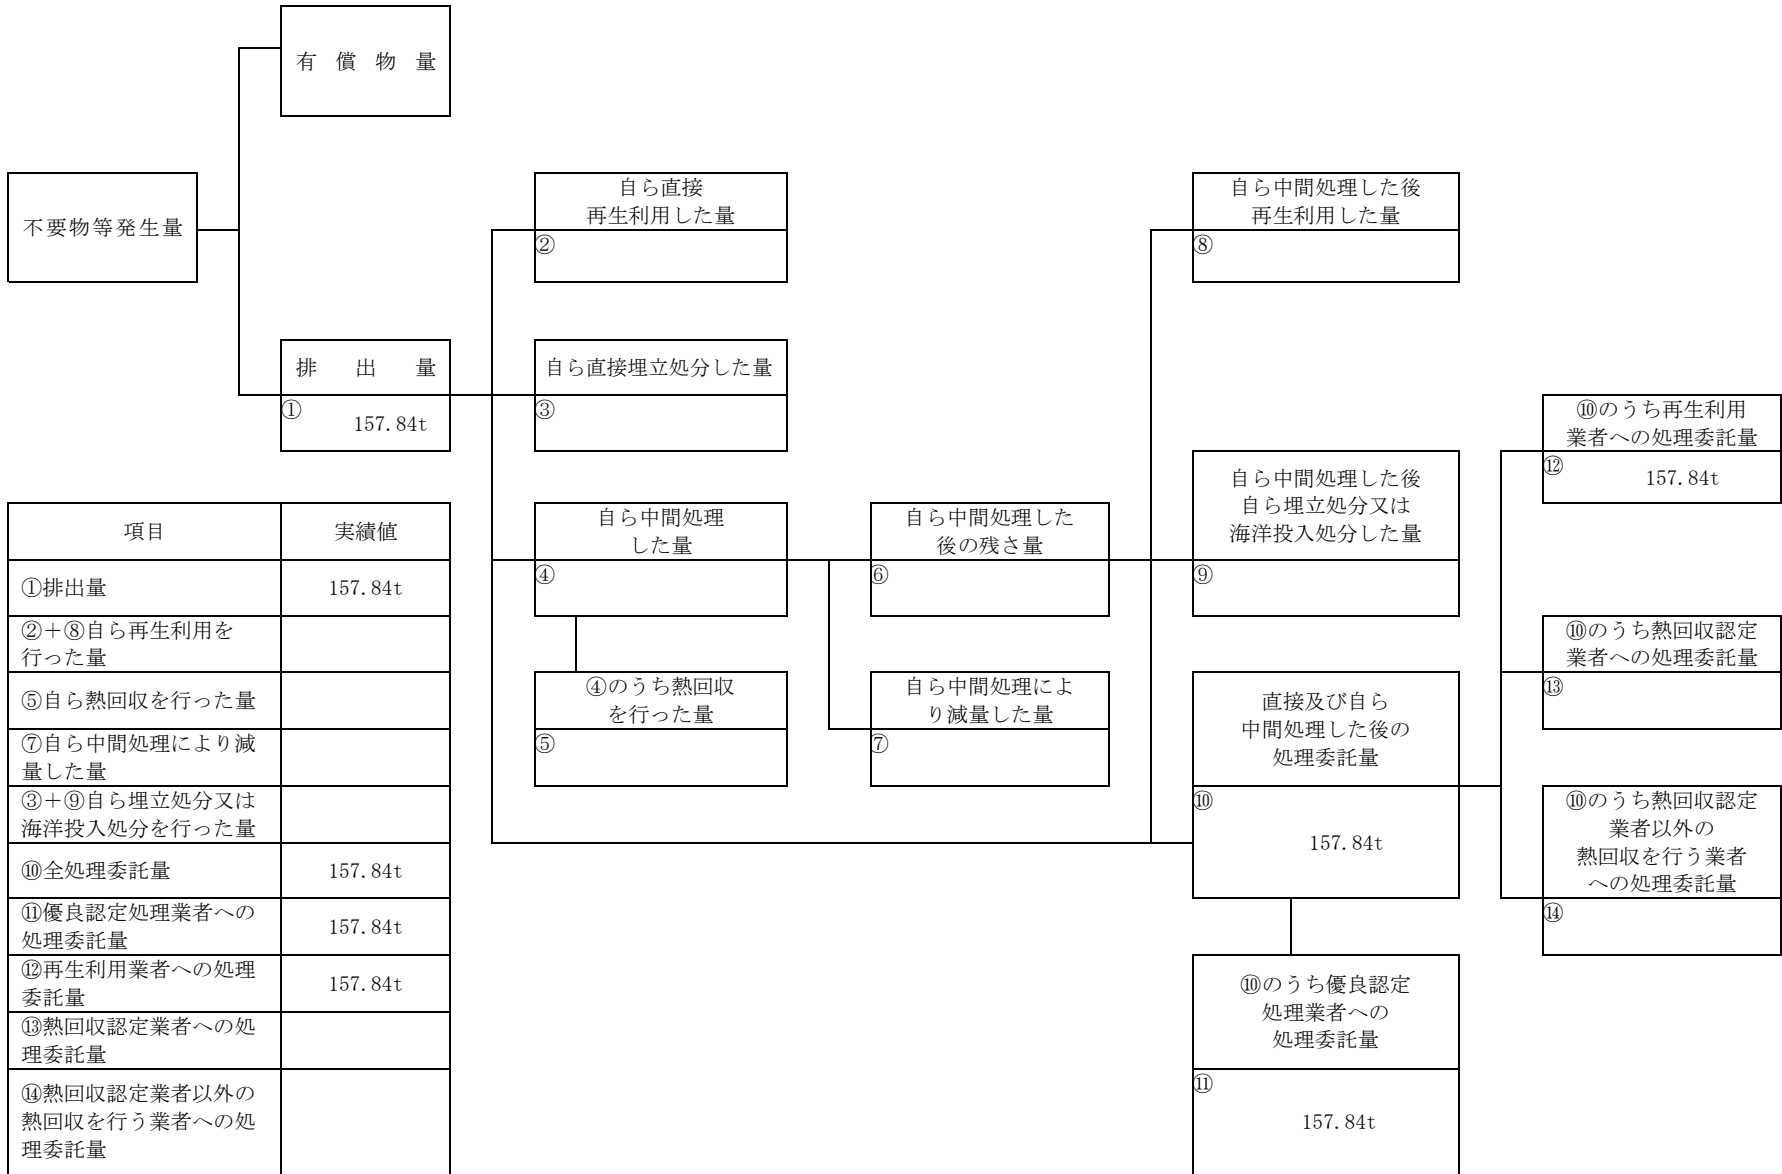 有償物量
不要物等発生量
自ら直接
再生利用した量
②
自ら中間処理した後
再生利用した量
⑧
排出量
①
157.84t
自ら直接埋立処分した量
③
⑩のうち再生利用
業者への処理委託量
⑫
157.84t
自ら中間処理
した量
④
自ら中間処理した
後の残さ量
⑥
自ら中間処理した後
自ら埋立処分又は
海洋投入処分した量
⑨
⑩のうち熱回収認定
業者への処理委託量
⑬
④のうち熱回収
を行った量
⑤
自ら中間処理によ
り減量した量
⑦
直接及び自ら
中間処理した後の
処理委託量
⑩
157.84t
⑩のうち熱回収認定
業者以外の
熱回収を行う業者
への処理委託量
⑭
⑩のうち優良認定
処理業者への
処理委託量
⑪
157.84t
項目 実績値
①排出量 157.84t
②＋⑧自ら再生利用を
行った量
⑤自ら熱回収を行った量
⑦自ら中間処理により減
量した量
③＋⑨自ら埋立処分又は
海洋投入処分を行った量
⑩全処理委託量 157.84t
⑪優良認定処理業者への
処理委託量 157.84t
⑫再生利用業者への処理
委託量 157.84t
⑬熱回収認定業者への処
理委託量
⑭熱回収認定業者以外の
熱回収を行う業者への処
理委託量